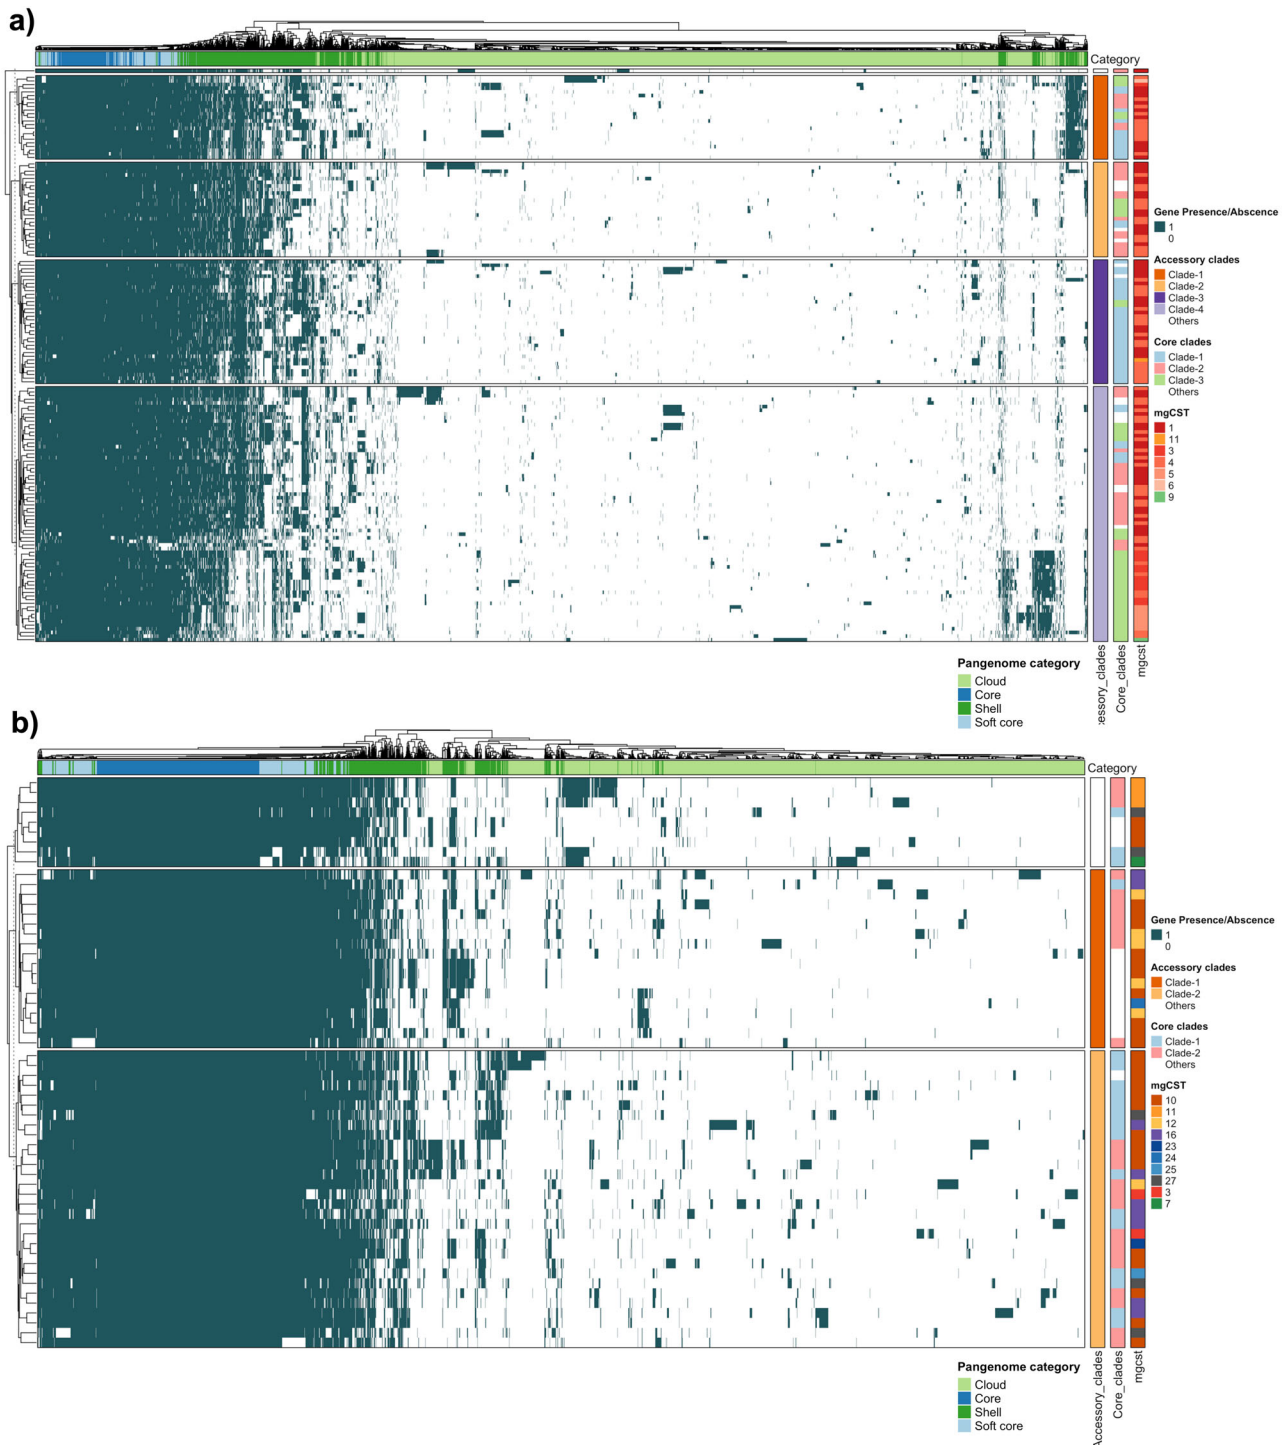 a)
Category
Gene Presence/Abscence
1
0
Accessory clades
Clade-1
Clade-2
Clade-3
Clade-4
Others
Core clades
Clade-1
Clade-2
Clade-3
Others
mgCST
1
11
3
4
5
6
9
cessory_clades
Core_clades
mgcst
Pangenome category
Cloud
Core
Shell
Soft core
b)
Category
Gene Presence/Abscence
1
0
Accessory clades
Clade-1
Clade-2
Others
Core clades
Clade-1
Clade-2
Others
mgCST
10
11
12
16
23
24
25
27
3
7
Accessory_clades
Core_clades
mgcst
Pangenome category
Cloud
Core
Shell
Soft core